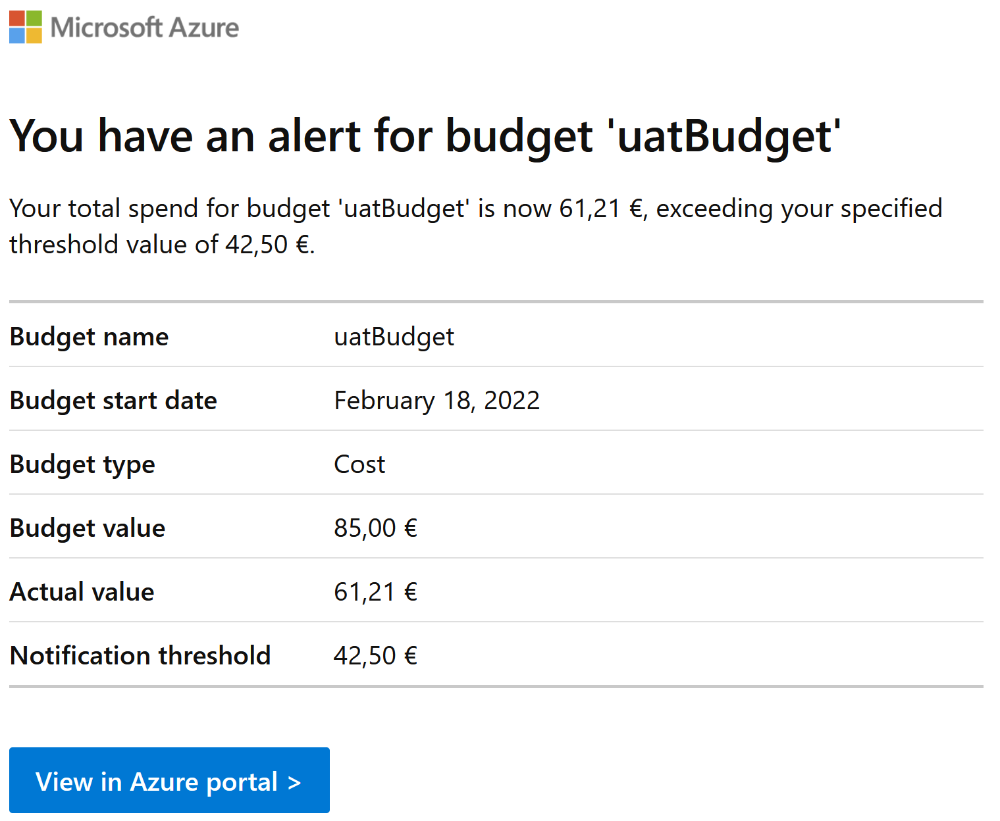 Microsoft Azure
You have an alert for budget 'uatBudget'
Your total spend for budget 'uatBudget' is now 61,21 €, exceeding your specified
threshold value of 42,50 €.
Budget name uatBudget
Budget start date February 18, 2022
Budget type Cost
Budget value 85,00 €
Actual value 61,21 €
Notification threshold 42,50 €
View in Azure portal >